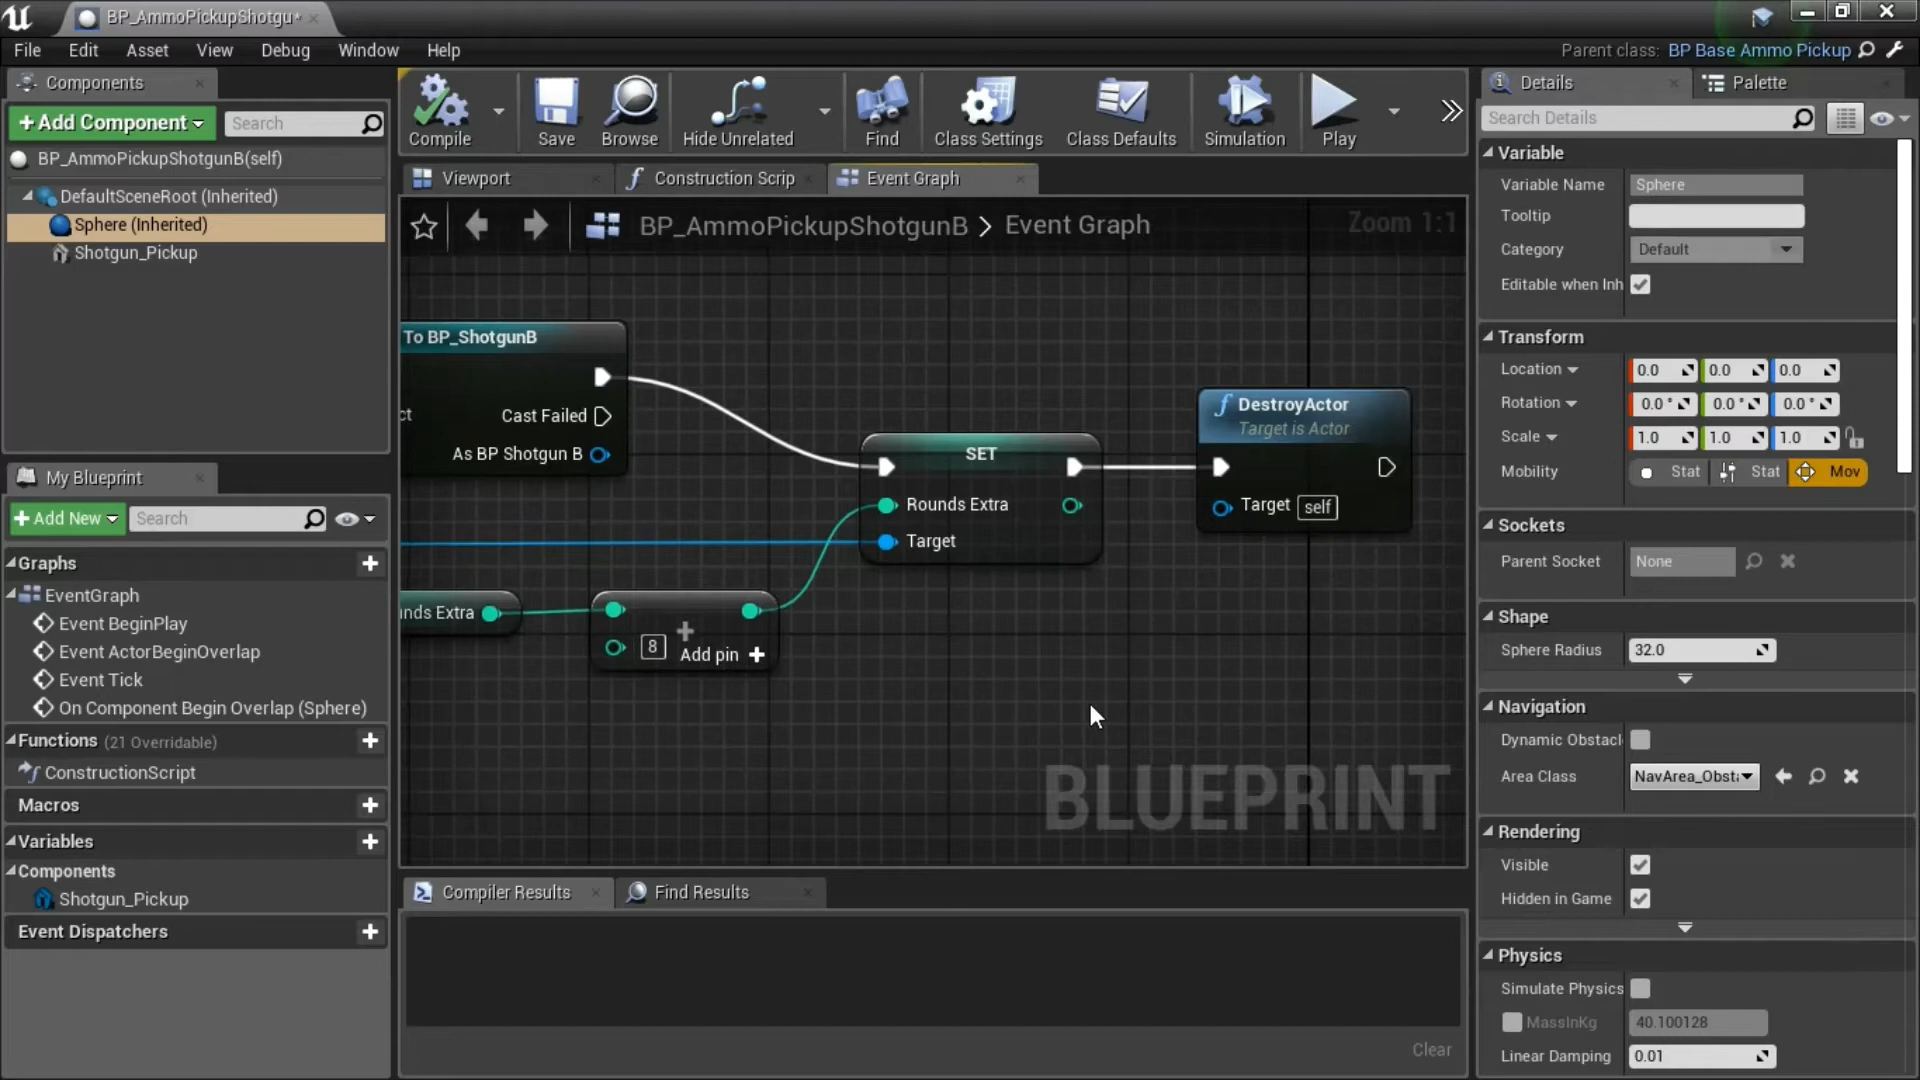 BP_AmmoPickupShotgu*
File Edit Asset View Debug Window Help
Parent class: BP Base Ammo Pickup
Components
+Add Component
Search
BP_AmmoPickupShotgunB(self)
DefaultSceneRoot (Inherited)
Sphere (Inherited)
Shotgun_Pickup
My Blueprint
+Add New
Search
Graphs
EventGraph
Event BeginPlay
Event ActorBeginOverlap
Event Tick
On Component Begin Overlap (Sphere)
Functions (21 Overridable)
ConstructionScript
Macros
Variables
Components
Shotgun_Pickup
Event Dispatchers
Compile Save Browse Hide Unrelated Find Class Settings Class Defaults Simulation Play
Viewport
Construction Scrip
Event Graph
BP_AmmoPickupShotgunB > Event Graph
Zoom 1:1
To BP_ShotgunB
ct
Cast Failed
As BP Shotgun B
SET
Rounds Extra
Target
DestroyActor
Target is Actor
Target self
unds Extra
8
Add pin +
BLUEPRINT
Compiler Results
Find Results
Clear
Details
Palette
Search Details
Variable
Variable Name Sphere
Tooltip
Category Default
Editable when Inh
Transform
Location 0.0 0.0 0.0
Rotation 0.0 ° 0.0 ° 0.0 °
Scale 1.0 1.0 1.0
Mobility Stat Stat Mov
Sockets
Parent Socket None
Shape
Sphere Radius 32.0
Navigation
Dynamic Obstacl
Area Class NavArea_Obsta
Rendering
Visible
Hidden in Game
Physics
Simulate Physics
MassInKg 40.100128
Linear Damping 0.01